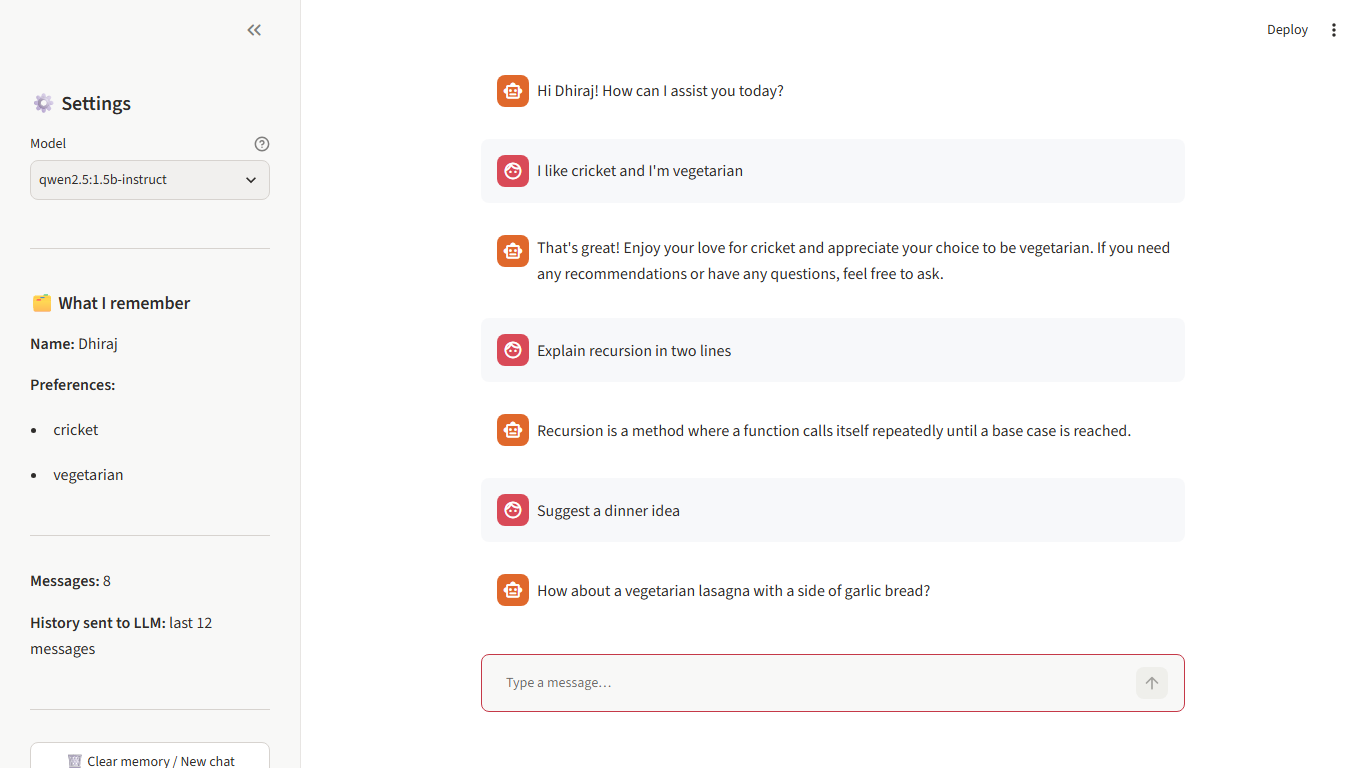 Deploy
Settings
Model
qwen2.5:1.5b-instruct
What I remember
Name: Dhiraj
Preferences:
• cricket
• vegetarian
Messages: 8
History sent to LLM: last 12
messages
Clear memory / New chat
Hi Dhiraj! How can I assist you today?
I like cricket and I'm vegetarian
That's great! Enjoy your love for cricket and appreciate your choice to be vegetarian. If you need
any recommendations or have any questions, feel free to ask.
Explain recursion in two lines
Recursion is a method where a function calls itself repeatedly until a base case is reached.
Suggest a dinner idea
How about a vegetarian lasagna with a side of garlic bread?
Type a message…